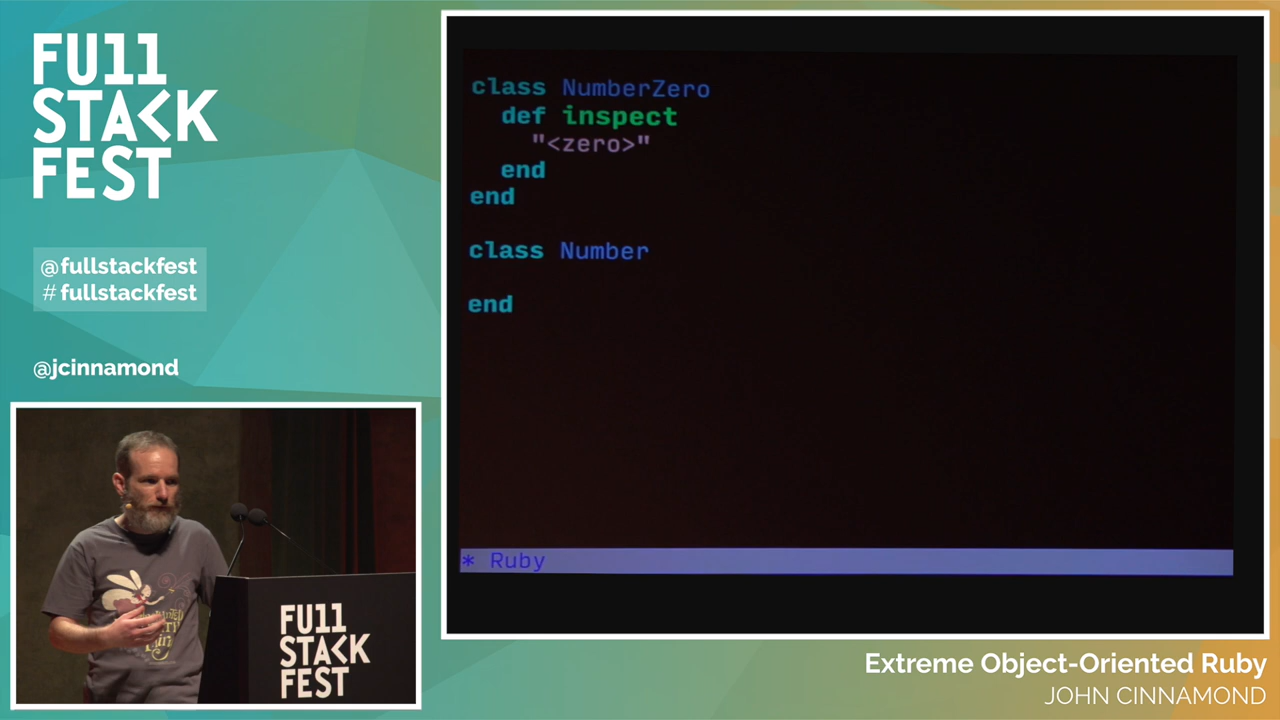 FU11
STACK
FEST
@fullstackfest
# fullstackfest
@jcinnamond
class NumberZero
def inspect
"<zero>"
end
end
class Number
end
* Ruby
FU11
STACK
FEST
Extreme Object-Oriented Ruby
JOHN CINNAMOND